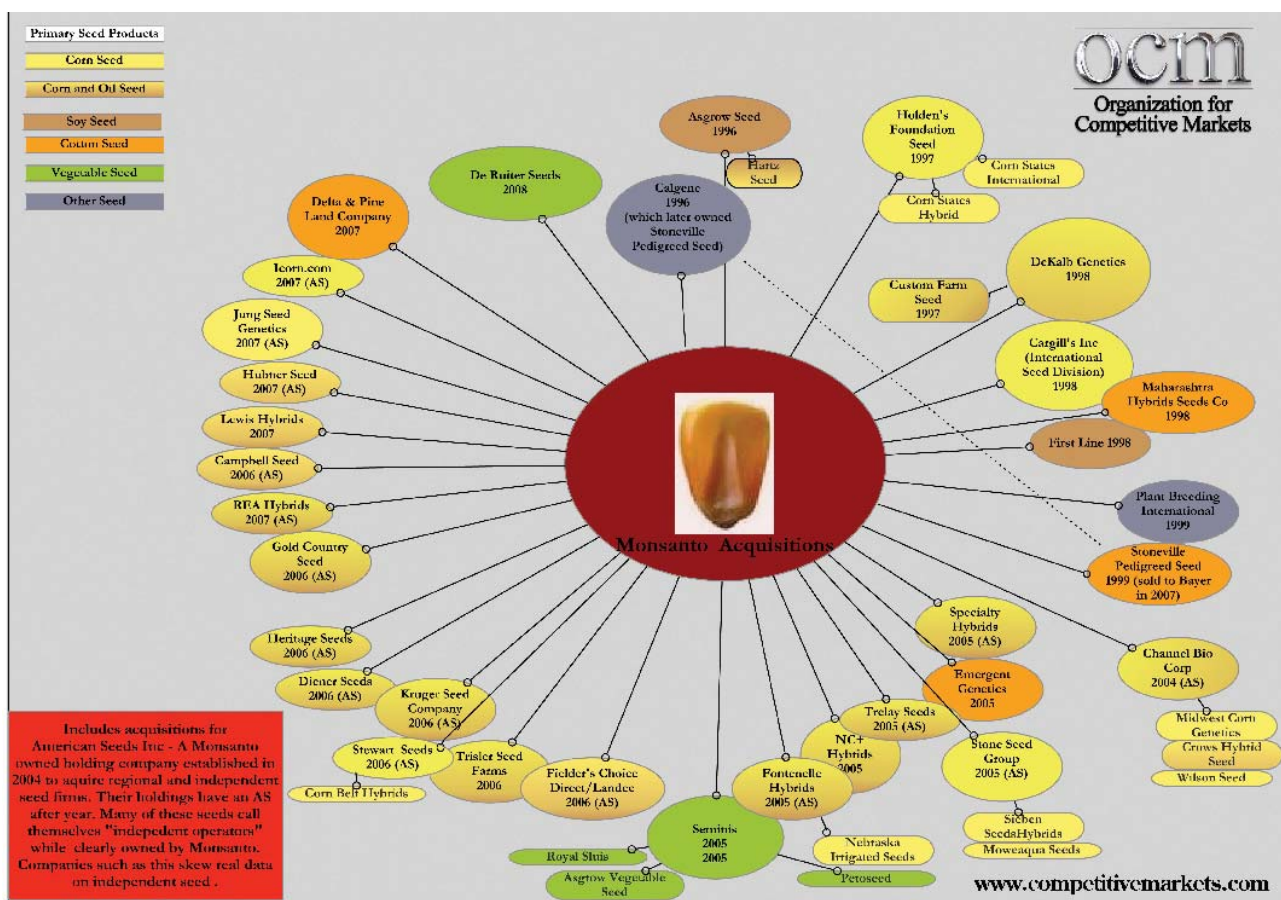 Primary Seed Products
Corn Seed
Corn and Oil Seed
Soy Seed
Cotton Seed
Vegetable Seed
Other Seed
ocm
Organization for
Competitive Markets
Asgrow Seed
1996
Hartz
Seed
Holden's
Foundation
Seed
1997
Corn States
International
Corn States
Hybrid
De Ruiter Seeds
2008
Calgene
1996
(which later owned
Stoneville
Pedigreed Seed)
Delta & Pine
Land Company
2007
DeKalb Genetics
1998
Custom Farm
Seed
1997
Icorn.com
2007 (AS)
Jung Seed
Genetics
2007 (AS)
Cargill's Inc
(International
Seed Division)
1998
Hubner Seed
2007 (AS)
Maharashtra
Hybrids Seeds Co
1998
Lewis Hybrids
2007
First Line 1998
Campbell Seed
2006 (AS)
REA Hybrids
2007 (AS)
Plant Breeding
International
1999
Monsanto Acquisitions
Gold Country
Seed
2006 (AS)
Stoneville
Pedigreed Seed
1999 (sold to Bayer
in 2007)
Heritage Seeds
2006 (AS)
Specialty
Hybrids
2005 (AS)
Diener Seeds
2006 (AS)
Emergent
Genetics
2005
Channel Bio
Corp
2004 (AS)
Kruger Seed
Company
2006 (AS)
Trelay Seeds
2005 (AS)
Midwest Corn
Genetics
Crows Hybrid
Seed
Wilson Seed
Stewart Seeds
2006 (AS)
Corn Belt Hybrids
Trisler Seed
Farms
2006
Fielder's Choice
Direct/Landec
2006 (AS)
Fontenelle
Hybrids
2005 (AS)
NC+
Hybrids
2005
Stone Seed
Group
2005 (AS)
Sieben
SeedsHybrids
Moweaqua Seeds
Seminis
2005
2005
Nebraska
Irrigated Seeds
Royal Sluis
Asgrow Vegetable
Seed
Petoseed
Includes acquisitions for
American Seeds Inc - A Monsanto
owned holding company established in
2004 to aquire regional and independent
seed firms. Their holdings have an AS
after year. Many of these seeds call
themselves "indepedent operators"
while clearly owned by Monsanto.
Companies such as this skew real data
on independent seed .
www.competitivemarkets.com